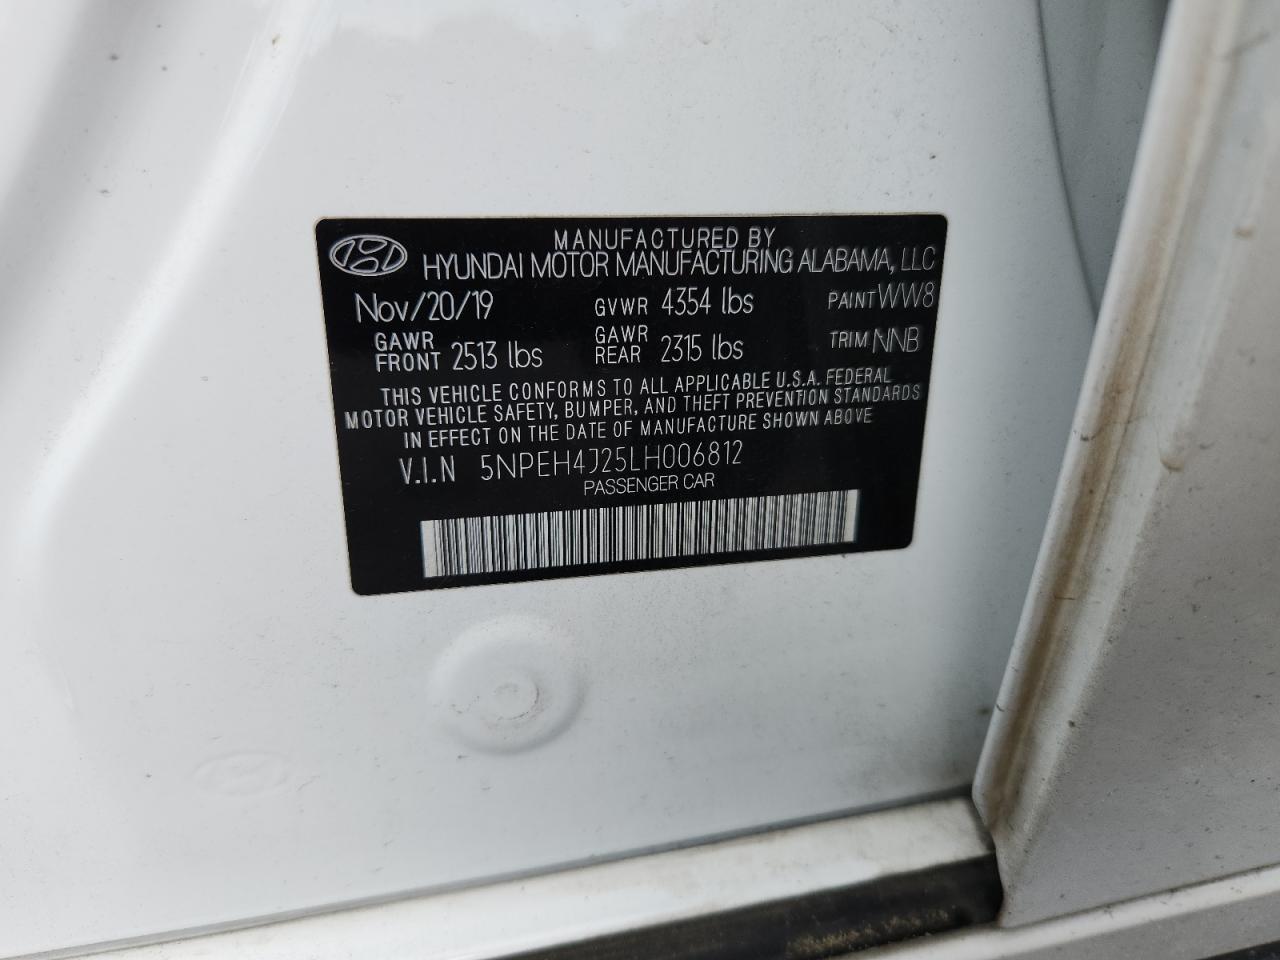 MANUFACTURED BY
HYUNDAI MOTOR MANUFACTURING ALABAMA, LLC
Nov/20/19 GVWR 4354 lbs PAINT WW8
GAWR FRONT 2513 lbs GAWR REAR 2315 lbs TRIM NNB
THIS VEHICLE CONFORMS TO ALL APPLICABLE U.S.A. FEDERAL
MOTOR VEHICLE SAFETY, BUMPER, AND THEFT PREVENTION STANDARDS
IN EFFECT ON THE DATE OF MANUFACTURE SHOWN ABOVE
V.I.N 5NPEH4J25LH006812
PASSENGER CAR